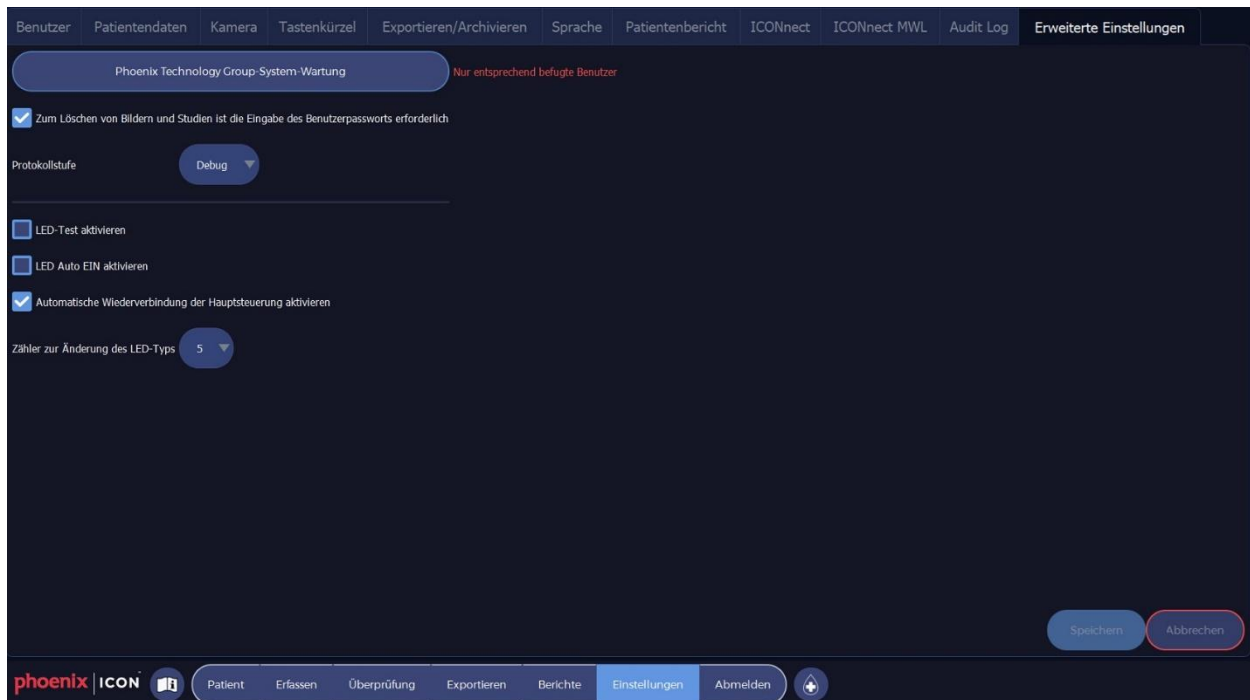 Benutzer Patientendaten Kamera Tastenkürzel Exportieren/Archivieren Sprache Patientenbericht ICONnect ICONnect MWL Audit Log Erweiterte Einstellungen
Phoenix Technology Group-System-Wartung Nur entsprechend befugte Benutzer
Zum Löschen von Bildern und Studien ist die Eingabe des Benutzerpassworts erforderlich
Protokollstufe Debug
LED-Test aktivieren
LED Auto EIN aktivieren
Automatische Wiederverbindung der Hauptsteuerung aktivieren
Zähler zur Änderung des LED-Typs 5
Speichern Abbrechen
phoenix ICON Patient Erfassen Überprüfung Exportieren Berichte Einstellungen Abmelden